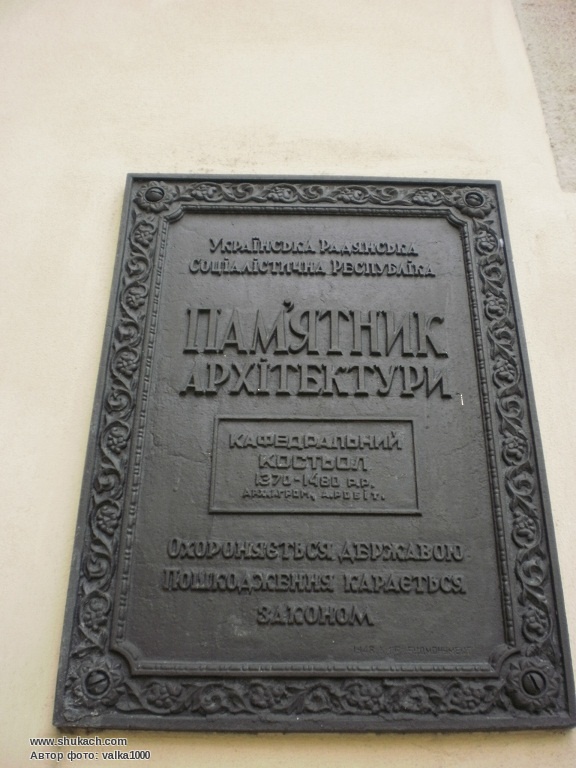 Українська Радянська
Соціалістична Республіка
ПАМ'ЯТНИК
АРХІТЕКТУРИ
КАФЕДРАЛЬНИЙ
КОСТЬОЛ
1370-1480 Р.Р.
АРХ.
Охороняється державою
Пошкодження карається
законом
www.shukach.com
Автор фото: valka1000